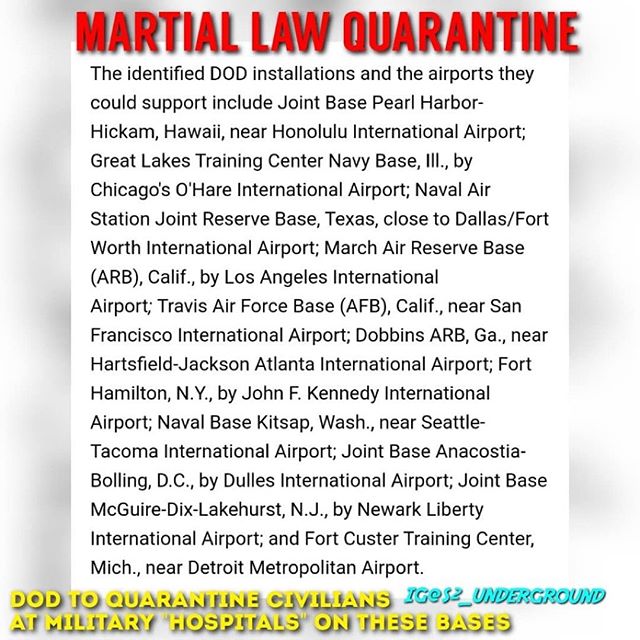 MARTIAL LAW QUARANTINE
The identified DOD installations and the airports they
could support include Joint Base Pearl Harbor-
Hickam, Hawaii, near Honolulu International Airport;
Great Lakes Training Center Navy Base, Ill., by
Chicago's O'Hare International Airport; Naval Air
Station Joint Reserve Base, Texas, close to Dallas/Fort
Worth International Airport; March Air Reserve Base
(ARB), Calif., by Los Angeles International
Airport; Travis Air Force Base (AFB), Calif., near San
Francisco International Airport; Dobbins ARB, Ga., near
Hartsfield-Jackson Atlanta International Airport; Fort
Hamilton, N.Y., by John F. Kennedy International
Airport; Naval Base Kitsap, Wash., near Seattle-
Tacoma International Airport; Joint Base Anacostia-
Bolling, D.C., by Dulles International Airport; Joint Base
McGuire-Dix-Lakehurst, N.J., by Newark Liberty
International Airport; and Fort Custer Training Center,
Mich., near Detroit Metropolitan Airport.
DOD TO QUARANTINE CIVILIANS IG@S2_UNDERGROUND
AT MILITARY "HOSPITALS" ON THESE BASES